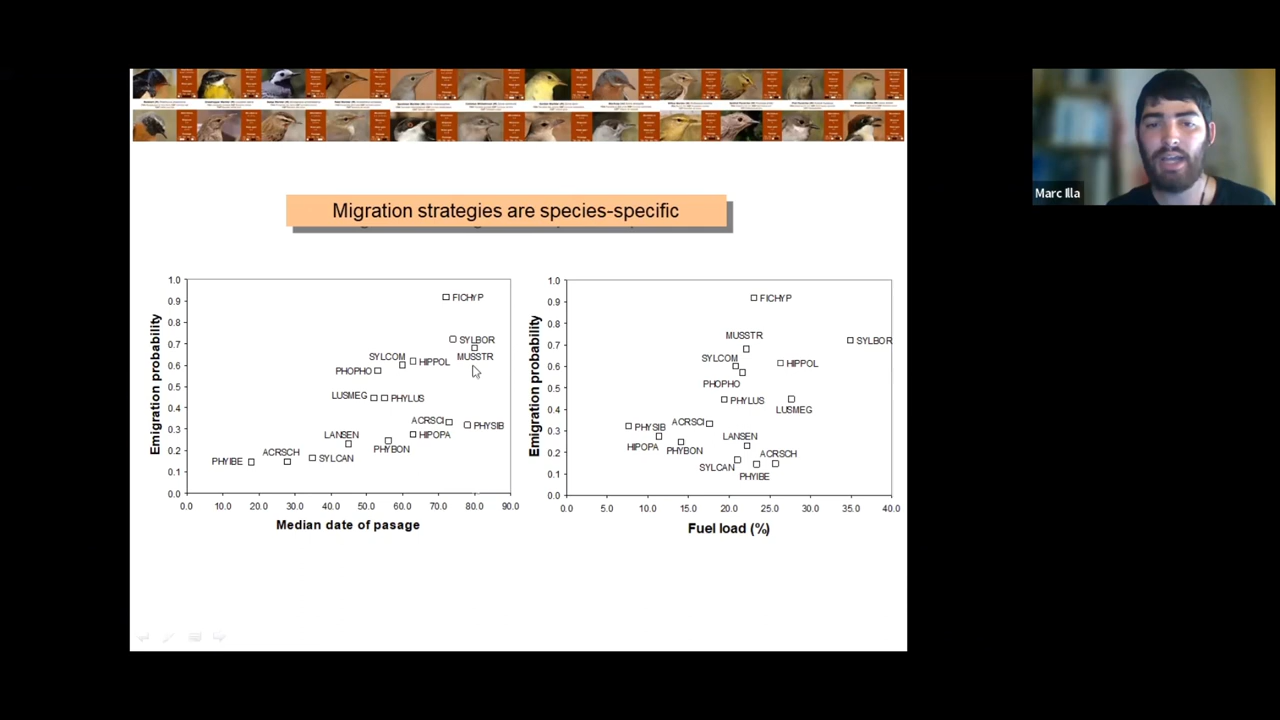 Marc Illa
Migration strategies are species-specific
Emigration probability
1.0
0.9
0.8
0.7
0.6
0.5
0.4
0.3
0.2
0.1
0.0
FICHYP
SYLBOR
MUSSTR
SYLCOM
HIPPOL
PHOPHO
LUSMEG
PHYLUS
ACRSCI
PHYSIB
HIPOPA
LANSEN
PHYBON
ACRSCH
SYLCAN
PHYIBE
0.0 10.0 20.0 30.0 40.0 50.0 60.0 70.0 80.0 90.0
Median date of pasage
Emigration probability
1.0
0.9
0.8
0.7
0.6
0.5
0.4
0.3
0.2
0.1
0.0
FICHYP
MUSSTR
SYLBOR
SYLCOM
HIPPOL
PHOPHO
PHYLUS
LUSMEG
ACRSCI
PHYSIB
LANSEN
HIPOPA
PHYBON
ACRSCH
SYLCAN
PHYIBE
0.0 5.0 10.0 15.0 20.0 25.0 30.0 35.0 40.0
Fuel load (%)